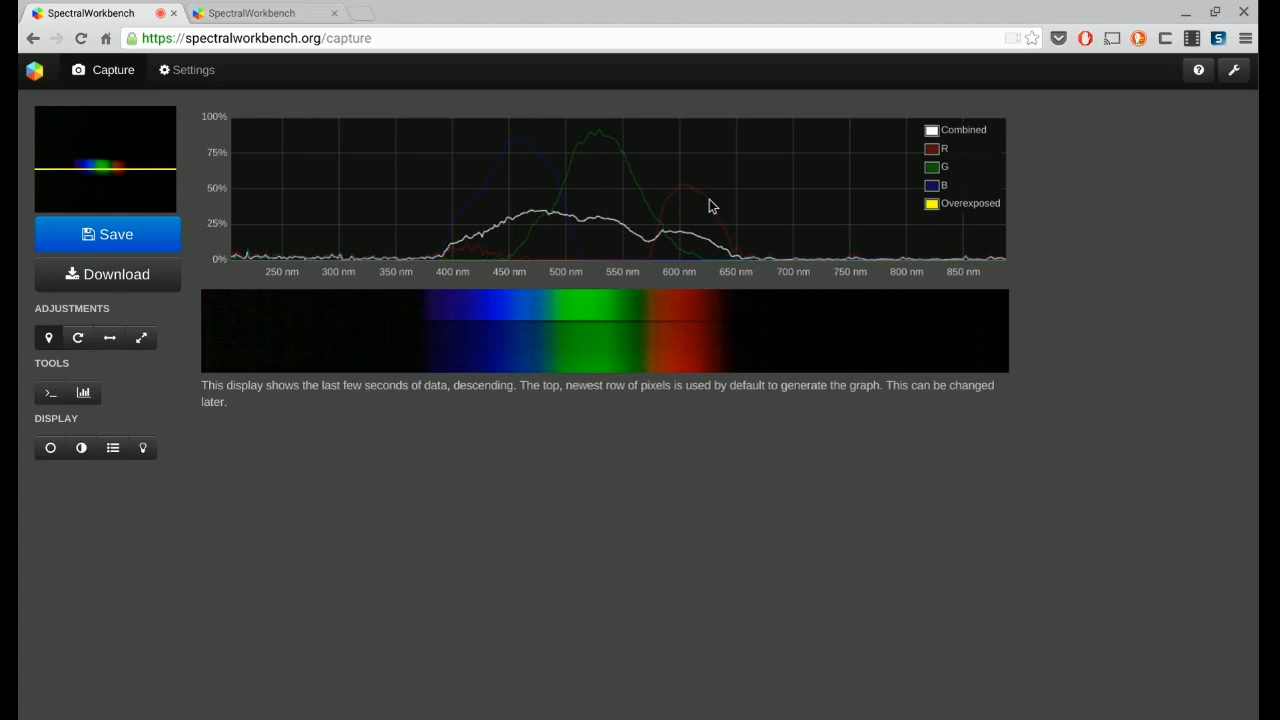 SpectralWorkbench
SpectralWorkbench
https://spectralworkbench.org/capture
Capture
Settings
Save
Download
ADJUSTMENTS
TOOLS
DISPLAY
100%
75%
50%
25%
0%
250 nm 300 nm 350 nm 400 nm 450 nm 500 nm 550 nm 600 nm 650 nm 700 nm 750 nm 800 nm 850 nm
Combined
R
G
B
Overexposed
This display shows the last few seconds of data, descending. The top, newest row of pixels is used by default to generate the graph. This can be changed
later.